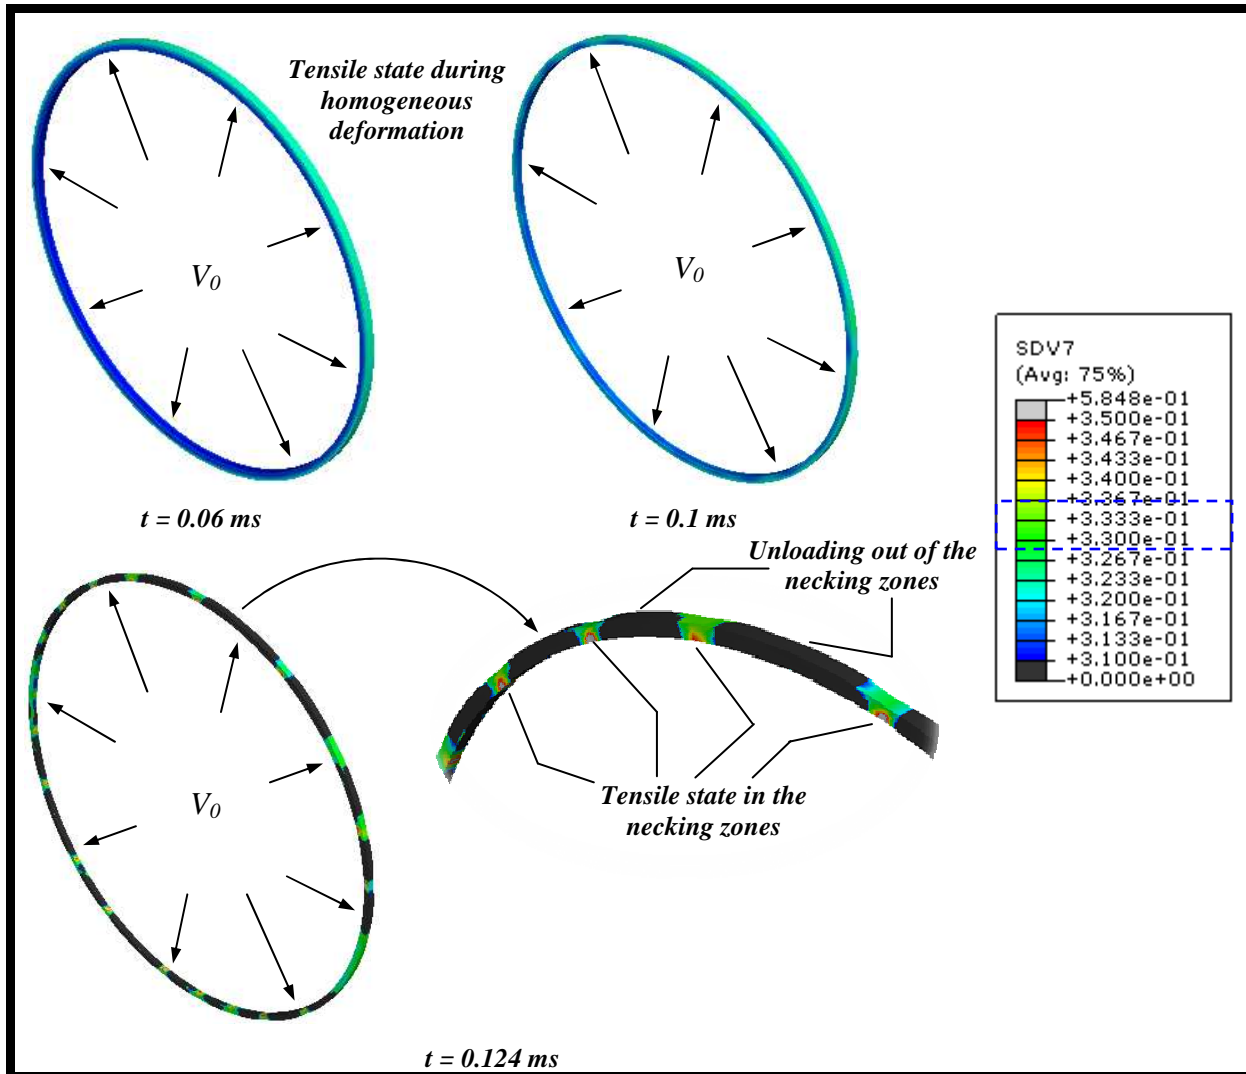 Tensile state during
homogeneous
deformation
V0
V0
t = 0.06 ms
t = 0.1 ms
SDV7
(Avg: 75%)
+5.848e-01
+3.500e-01
+3.467e-01
+3.433e-01
+3.400e-01
+3.367e-01
+3.333e-01
+3.300e-01
+3.267e-01
+3.233e-01
+3.200e-01
+3.167e-01
+3.133e-01
+3.100e-01
+0.000e+00
Unloading out of the
necking zones
V0
Tensile state in the
necking zones
t = 0.124 ms